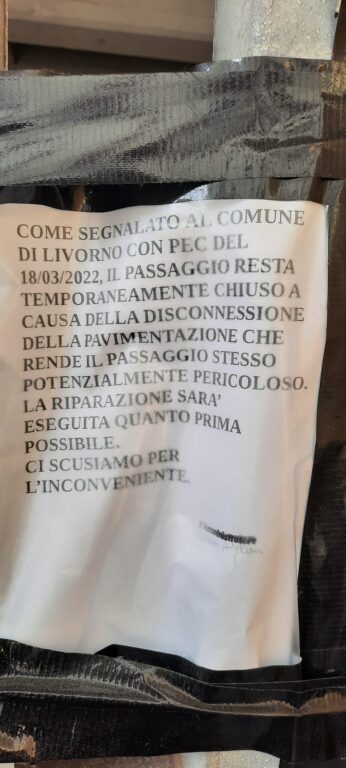 COME SEGNALATO AL COMUNE
DI LIVORNO CON PEC DEL
18/03/2022, IL PASSAGGIO RESTA
TEMPORANEAMENTE CHIUSO A
CAUSA DELLA DISCONNESSIONE
DELLA PAVIMENTAZIONE CHE
RENDE IL PASSAGGIO STESSO
POTENZIALMENTE PERICOLOSO.
LA RIPARAZIONE SARA'
ESEGUITA QUANTO PRIMA
POSSIBILE.
CI SCUSIAMO PER
L'INCONVENIENTE.